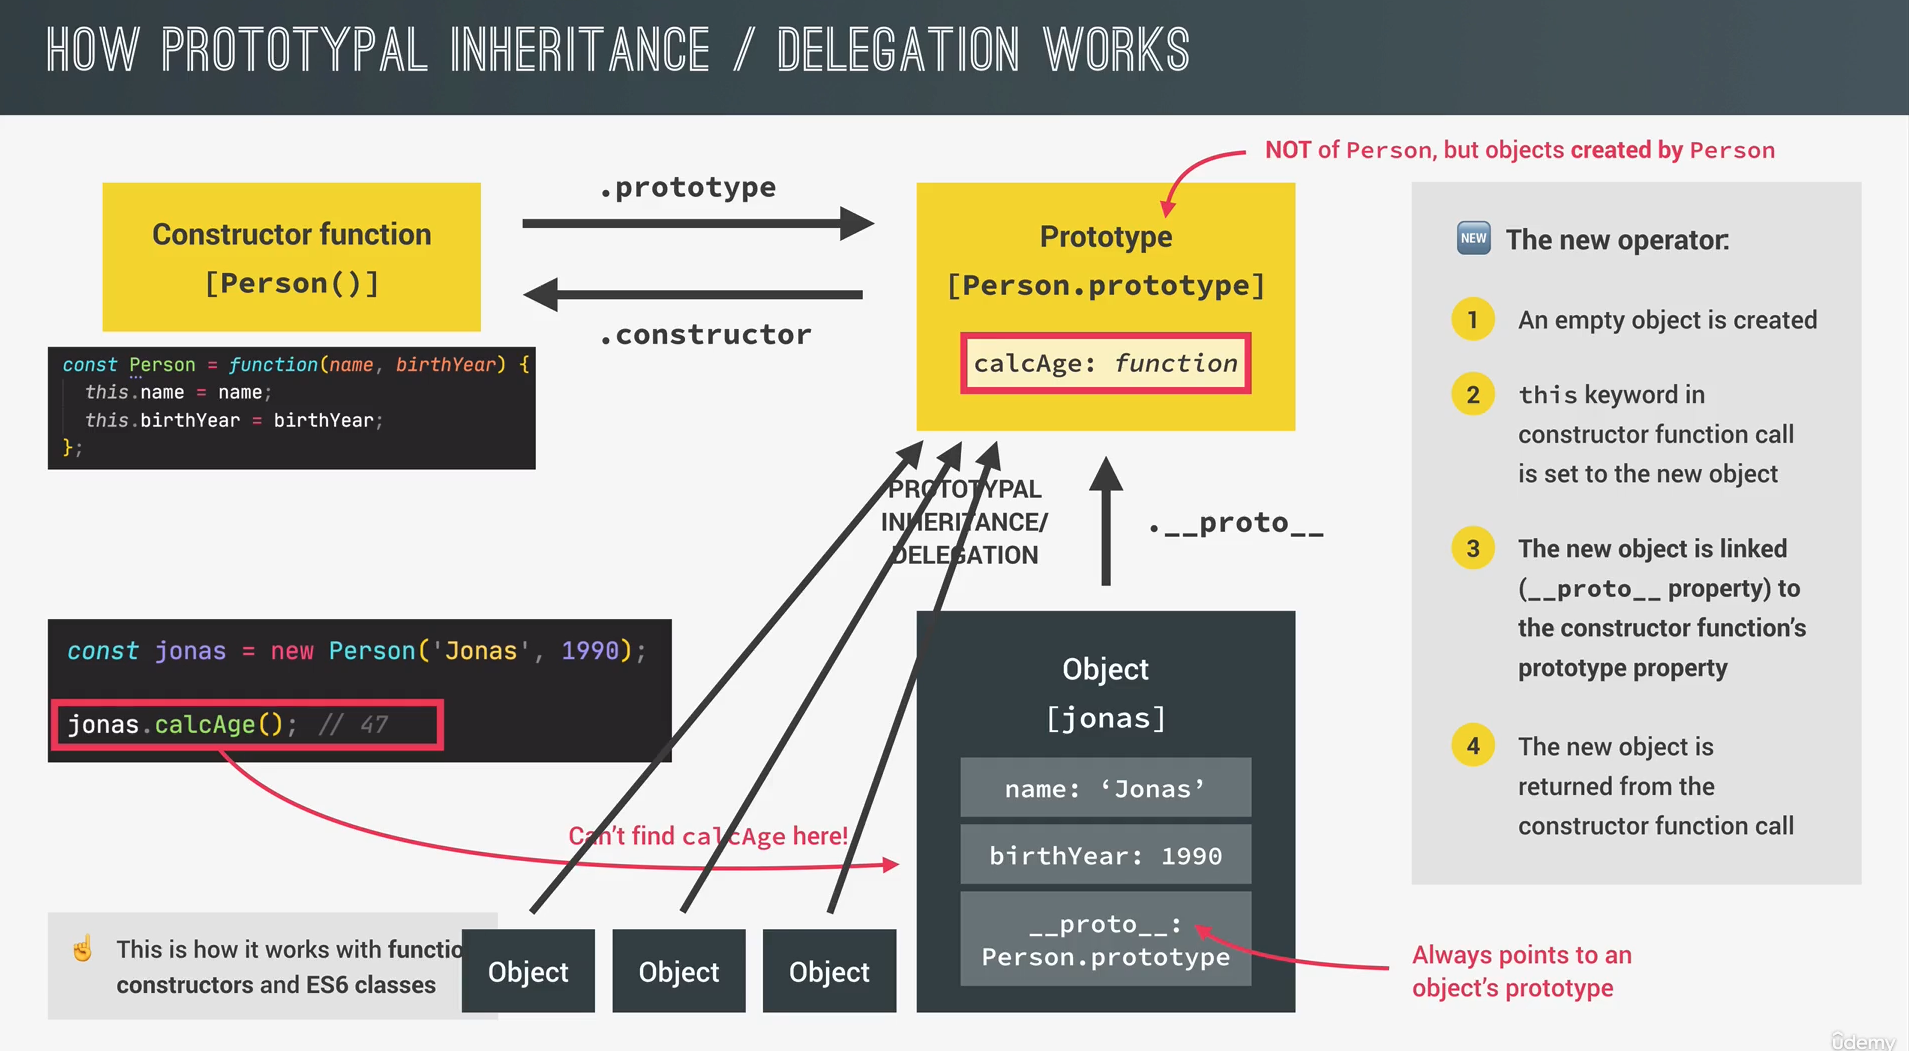 HOW PROTOTYPAL INHERITANCE / DELEGATION WORKS
NOT of Person, but objects created by Person
Constructor function
[Person()]
.prototype
.constructor
Prototype
[Person.prototype]
calcAge: function
const Person = function(name, birthYear) {
this.name = name;
this.birthYear = birthYear;
};
PROTOTYPAL
INHERITANCE/
DELEGATION
.__proto__
const jonas = new Person('Jonas', 1990);
jonas.calcAge(); // 47
Can't find calcAge here!
Object
[jonas]
name: ‘Jonas’
birthYear: 1990
__proto__:
Person.prototype
Always points to an
object’s prototype
☝ This is how it works with functio
constructors and ES6 classes
Object
Object
Object
NEW The new operator:
1 An empty object is created
2 this keyword in
constructor function call
is set to the new object
3 The new object is linked
(__proto__ property) to
the constructor function’s
prototype property
4 The new object is
returned from the
constructor function call
ûdemy